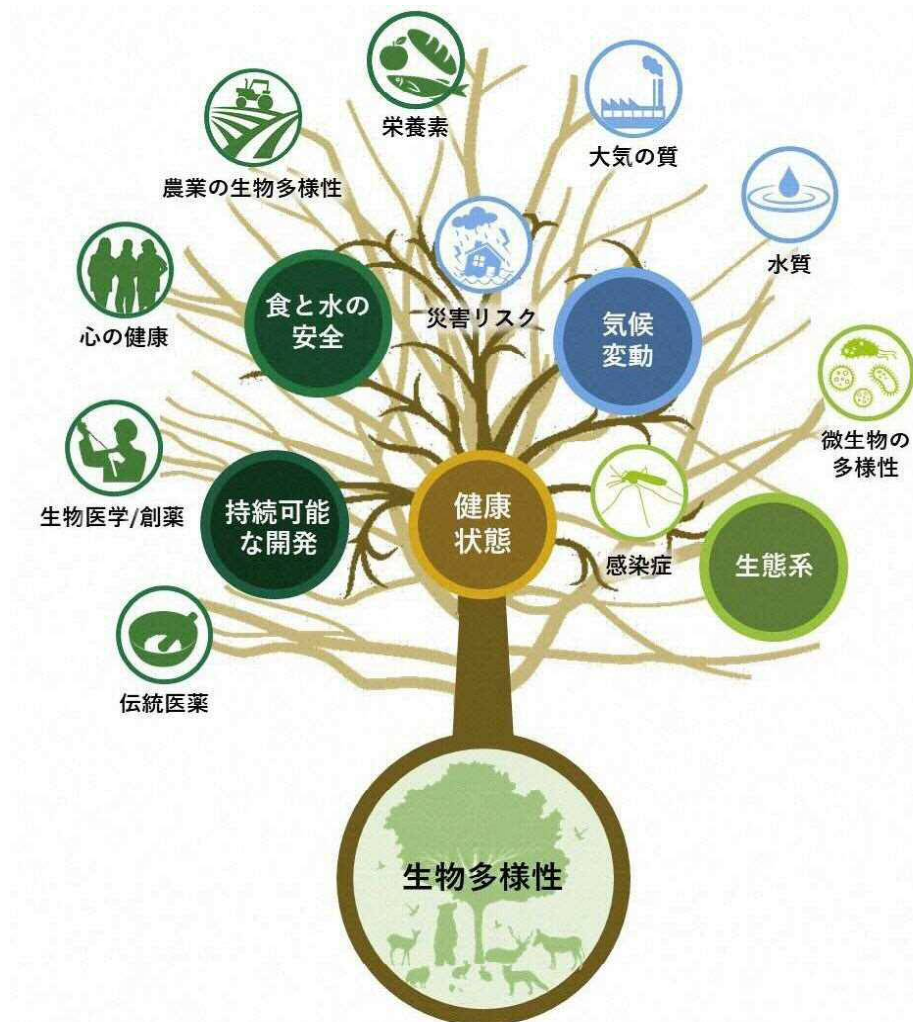 栄養素
大気の質
農業の生物多様性
水質
食と水の
安全
災害リスク
気候
変動
心の健康
微生物の
多様性
生物医学/創薬
持続可能
な開発
健康
状態
感染症
生態系
伝統医薬
生物多様性